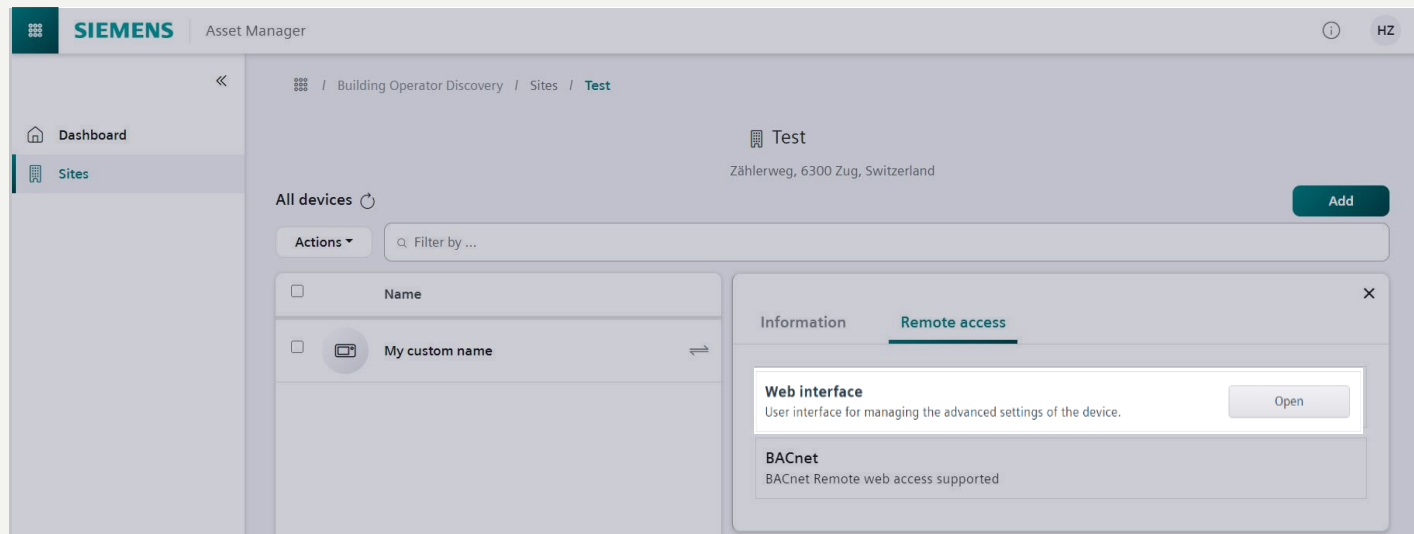 SIEMENS Asset Manager HZ
/ Building Operator Discovery / Sites / Test
Dashboard
Sites
Test
Zählerweg, 6300 Zug, Switzerland
All devices
Add
Actions
Filter by ...
Name
My custom name
Information Remote access
Web interface
User interface for managing the advanced settings of the device.
Open
BACnet
BACnet Remote web access supported